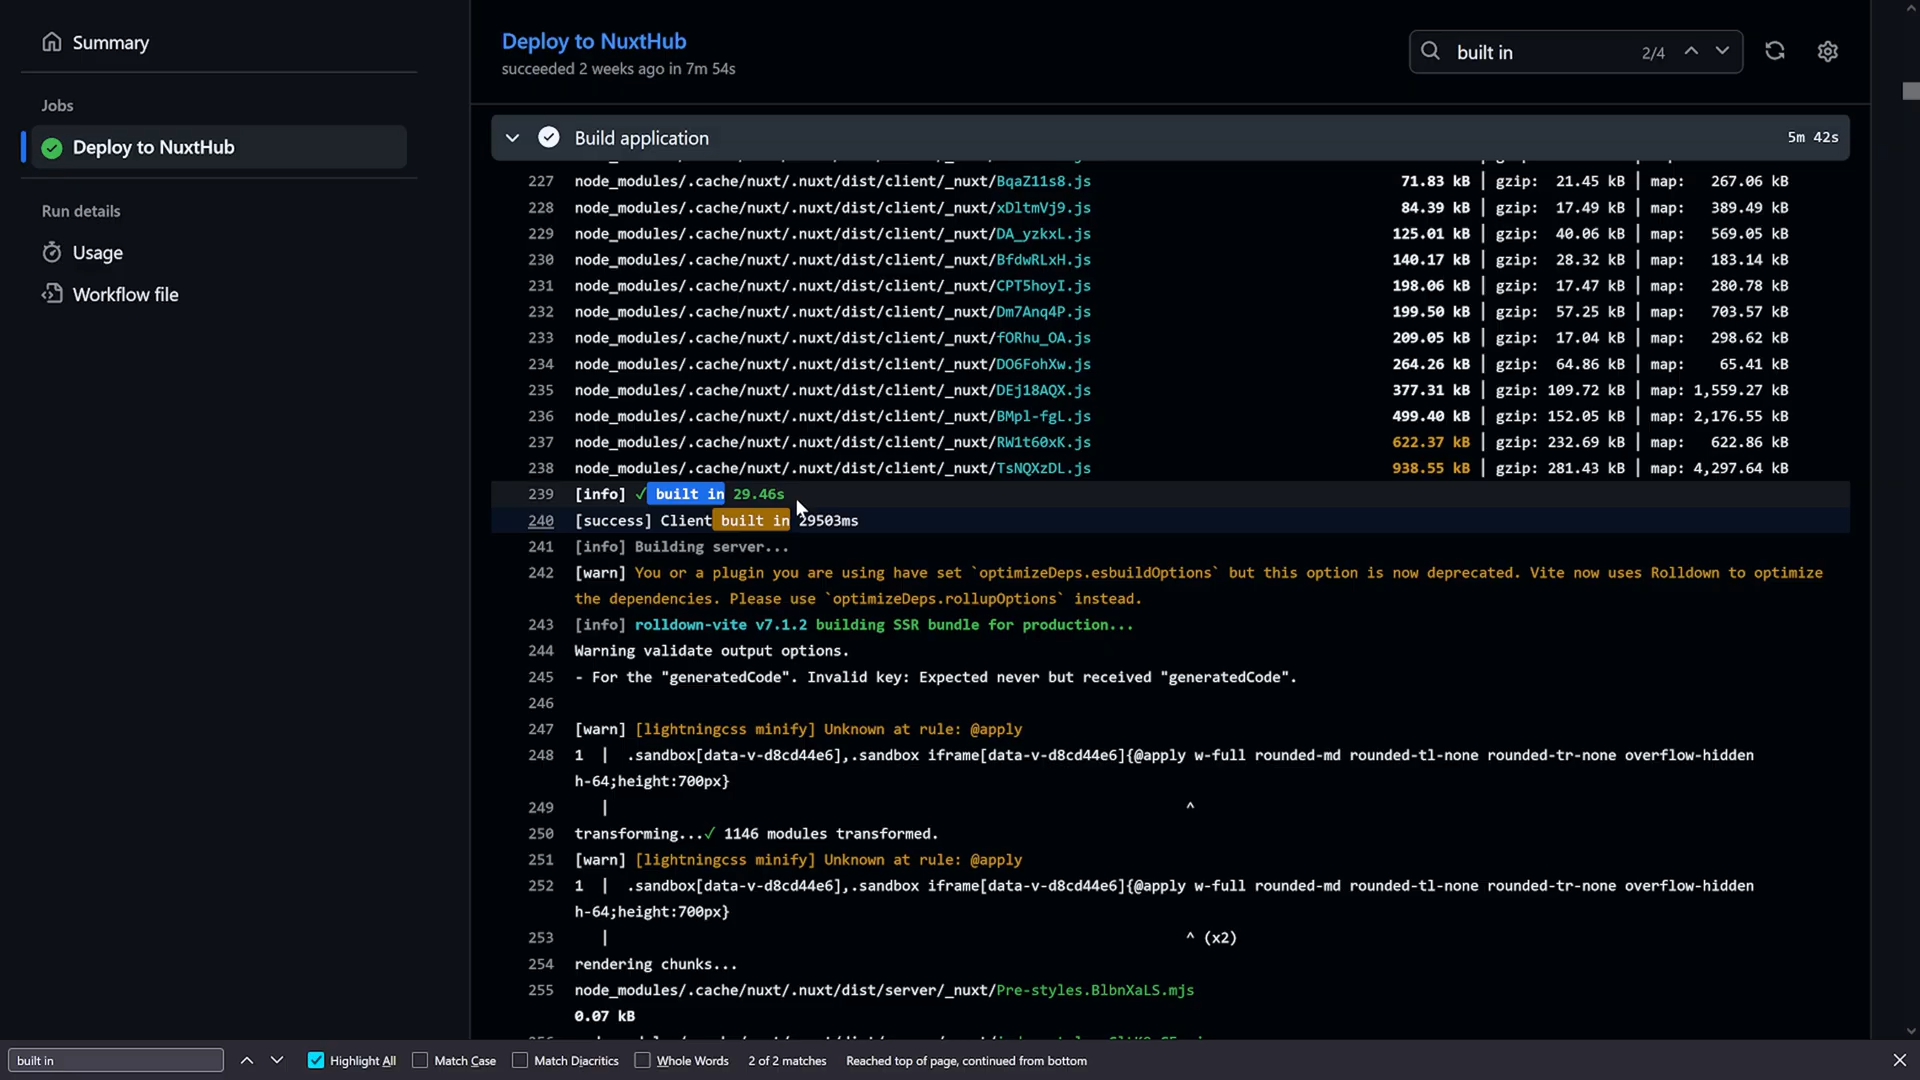 Summary
Jobs
Deploy to NuxtHub
Run details
Usage
Workflow file
Deploy to NuxtHub
succeeded 2 weeks ago in 7m 54s
built in 2/4
Build application 5m 42s
227 node_modules/.cache/nuxt/.nuxt/dist/client/_nuxt/BqaZ11s8.js 71.83 kB | gzip: 21.45 kB | map: 267.06 kB
228 node_modules/.cache/nuxt/.nuxt/dist/client/_nuxt/xDltmVj9.js 84.39 kB | gzip: 17.49 kB | map: 389.49 kB
229 node_modules/.cache/nuxt/.nuxt/dist/client/_nuxt/DA_yzkxL.js 125.01 kB | gzip: 40.06 kB | map: 569.05 kB
230 node_modules/.cache/nuxt/.nuxt/dist/client/_nuxt/BfdwRLxH.js 140.17 kB | gzip: 28.32 kB | map: 183.14 kB
231 node_modules/.cache/nuxt/.nuxt/dist/client/_nuxt/CPT5hoyI.js 198.06 kB | gzip: 17.47 kB | map: 280.78 kB
232 node_modules/.cache/nuxt/.nuxt/dist/client/_nuxt/Dm7Anq4P.js 199.50 kB | gzip: 57.25 kB | map: 703.57 kB
233 node_modules/.cache/nuxt/.nuxt/dist/client/_nuxt/fORhu_OA.js 209.05 kB | gzip: 17.04 kB | map: 298.62 kB
234 node_modules/.cache/nuxt/.nuxt/dist/client/_nuxt/DO6FohXw.js 264.26 kB | gzip: 64.86 kB | map: 65.41 kB
235 node_modules/.cache/nuxt/.nuxt/dist/client/_nuxt/DEj18AQX.js 377.31 kB | gzip: 109.72 kB | map: 1,559.27 kB
236 node_modules/.cache/nuxt/.nuxt/dist/client/_nuxt/BMpl-fgL.js 499.40 kB | gzip: 152.05 kB | map: 2,176.55 kB
237 node_modules/.cache/nuxt/.nuxt/dist/client/_nuxt/RW1t60xK.js 622.37 kB | gzip: 232.69 kB | map: 622.86 kB
238 node_modules/.cache/nuxt/.nuxt/dist/client/_nuxt/TsNQXzDL.js 938.55 kB | gzip: 281.43 kB | map: 4,297.64 kB
239 [info] ✓ built in 29.46s
240 [success] Client built in 29503ms
241 [info] Building server...
242 [warn] You or a plugin you are using have set `optimizeDeps.esbuildOptions` but this option is now deprecated. Vite now uses Rolldown to optimize
the dependencies. Please use `optimizeDeps.rollupOptions` instead.
243 [info] rolldown-vite v7.1.2 building SSR bundle for production...
244 Warning validate output options.
245 - For the "generatedCode". Invalid key: Expected never but received "generatedCode".
246
247 [warn] [lightningcss minify] Unknown at rule: @apply
248 1 | .sandbox[data-v-d8cd44e6],.sandbox iframe[data-v-d8cd44e6]{@apply w-full rounded-md rounded-tl-none rounded-tr-none overflow-hidden
h-64;height:700px}
249 | ^
250 transforming...✓ 1146 modules transformed.
251 [warn] [lightningcss minify] Unknown at rule: @apply
252 1 | .sandbox[data-v-d8cd44e6],.sandbox iframe[data-v-d8cd44e6]{@apply w-full rounded-md rounded-tl-none rounded-tr-none overflow-hidden
h-64;height:700px}
253 | ^ (x2)
254 rendering chunks...
255 node_modules/.cache/nuxt/.nuxt/dist/server/_nuxt/Pre-styles.BlbnXaLS.mjs
0.07 kB
built in Highlight All Match Case Match Diacritics Whole Words 2 of 2 matches Reached top of page, continued from bottom